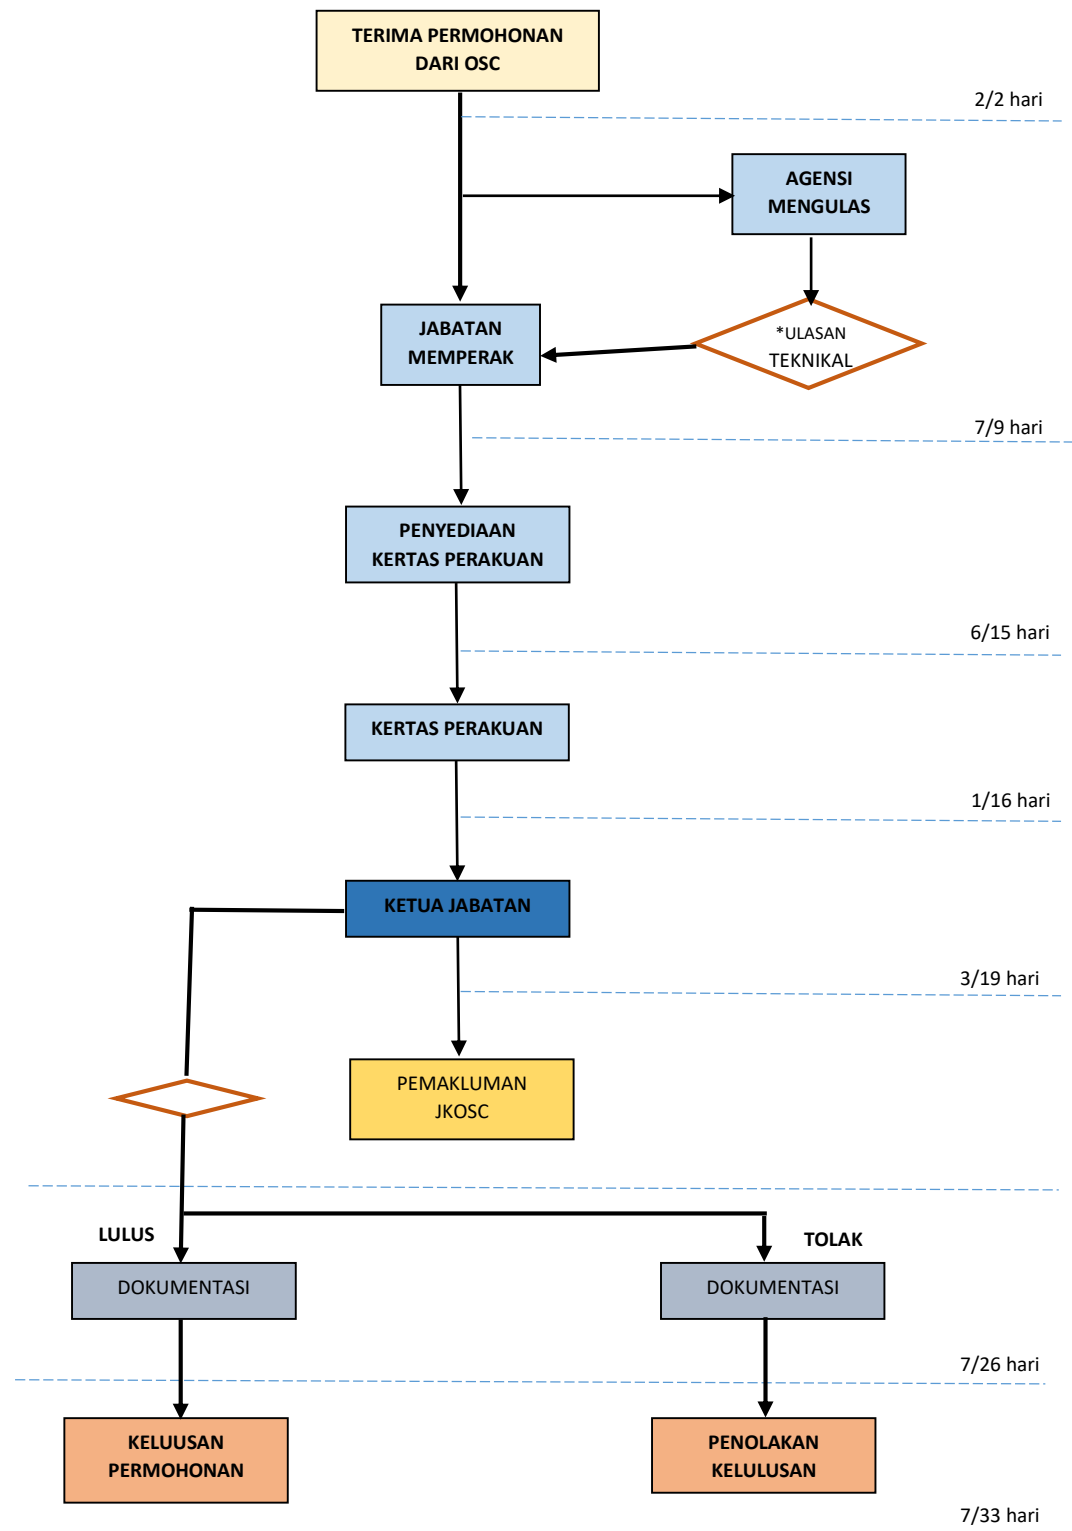 TERIMA PERMOHONAN
DARI OSC
2/2 hari
AGENSI
MENGULAS
JABATAN
MEMPERAK
*ULASAN
TEKNIKAL
7/9 hari
PENYEDIAAN
KERTAS PERAKUAN
6/15 hari
KERTAS PERAKUAN
1/16 hari
KETUA JABATAN
3/19 hari
PEMAKLUMAN
JKOSC
LULUS
TOLAK
DOKUMENTASI
DOKUMENTASI
7/26 hari
KELUUSAN
PERMOHONAN
PENOLAKAN
KELULUSAN
7/33 hari